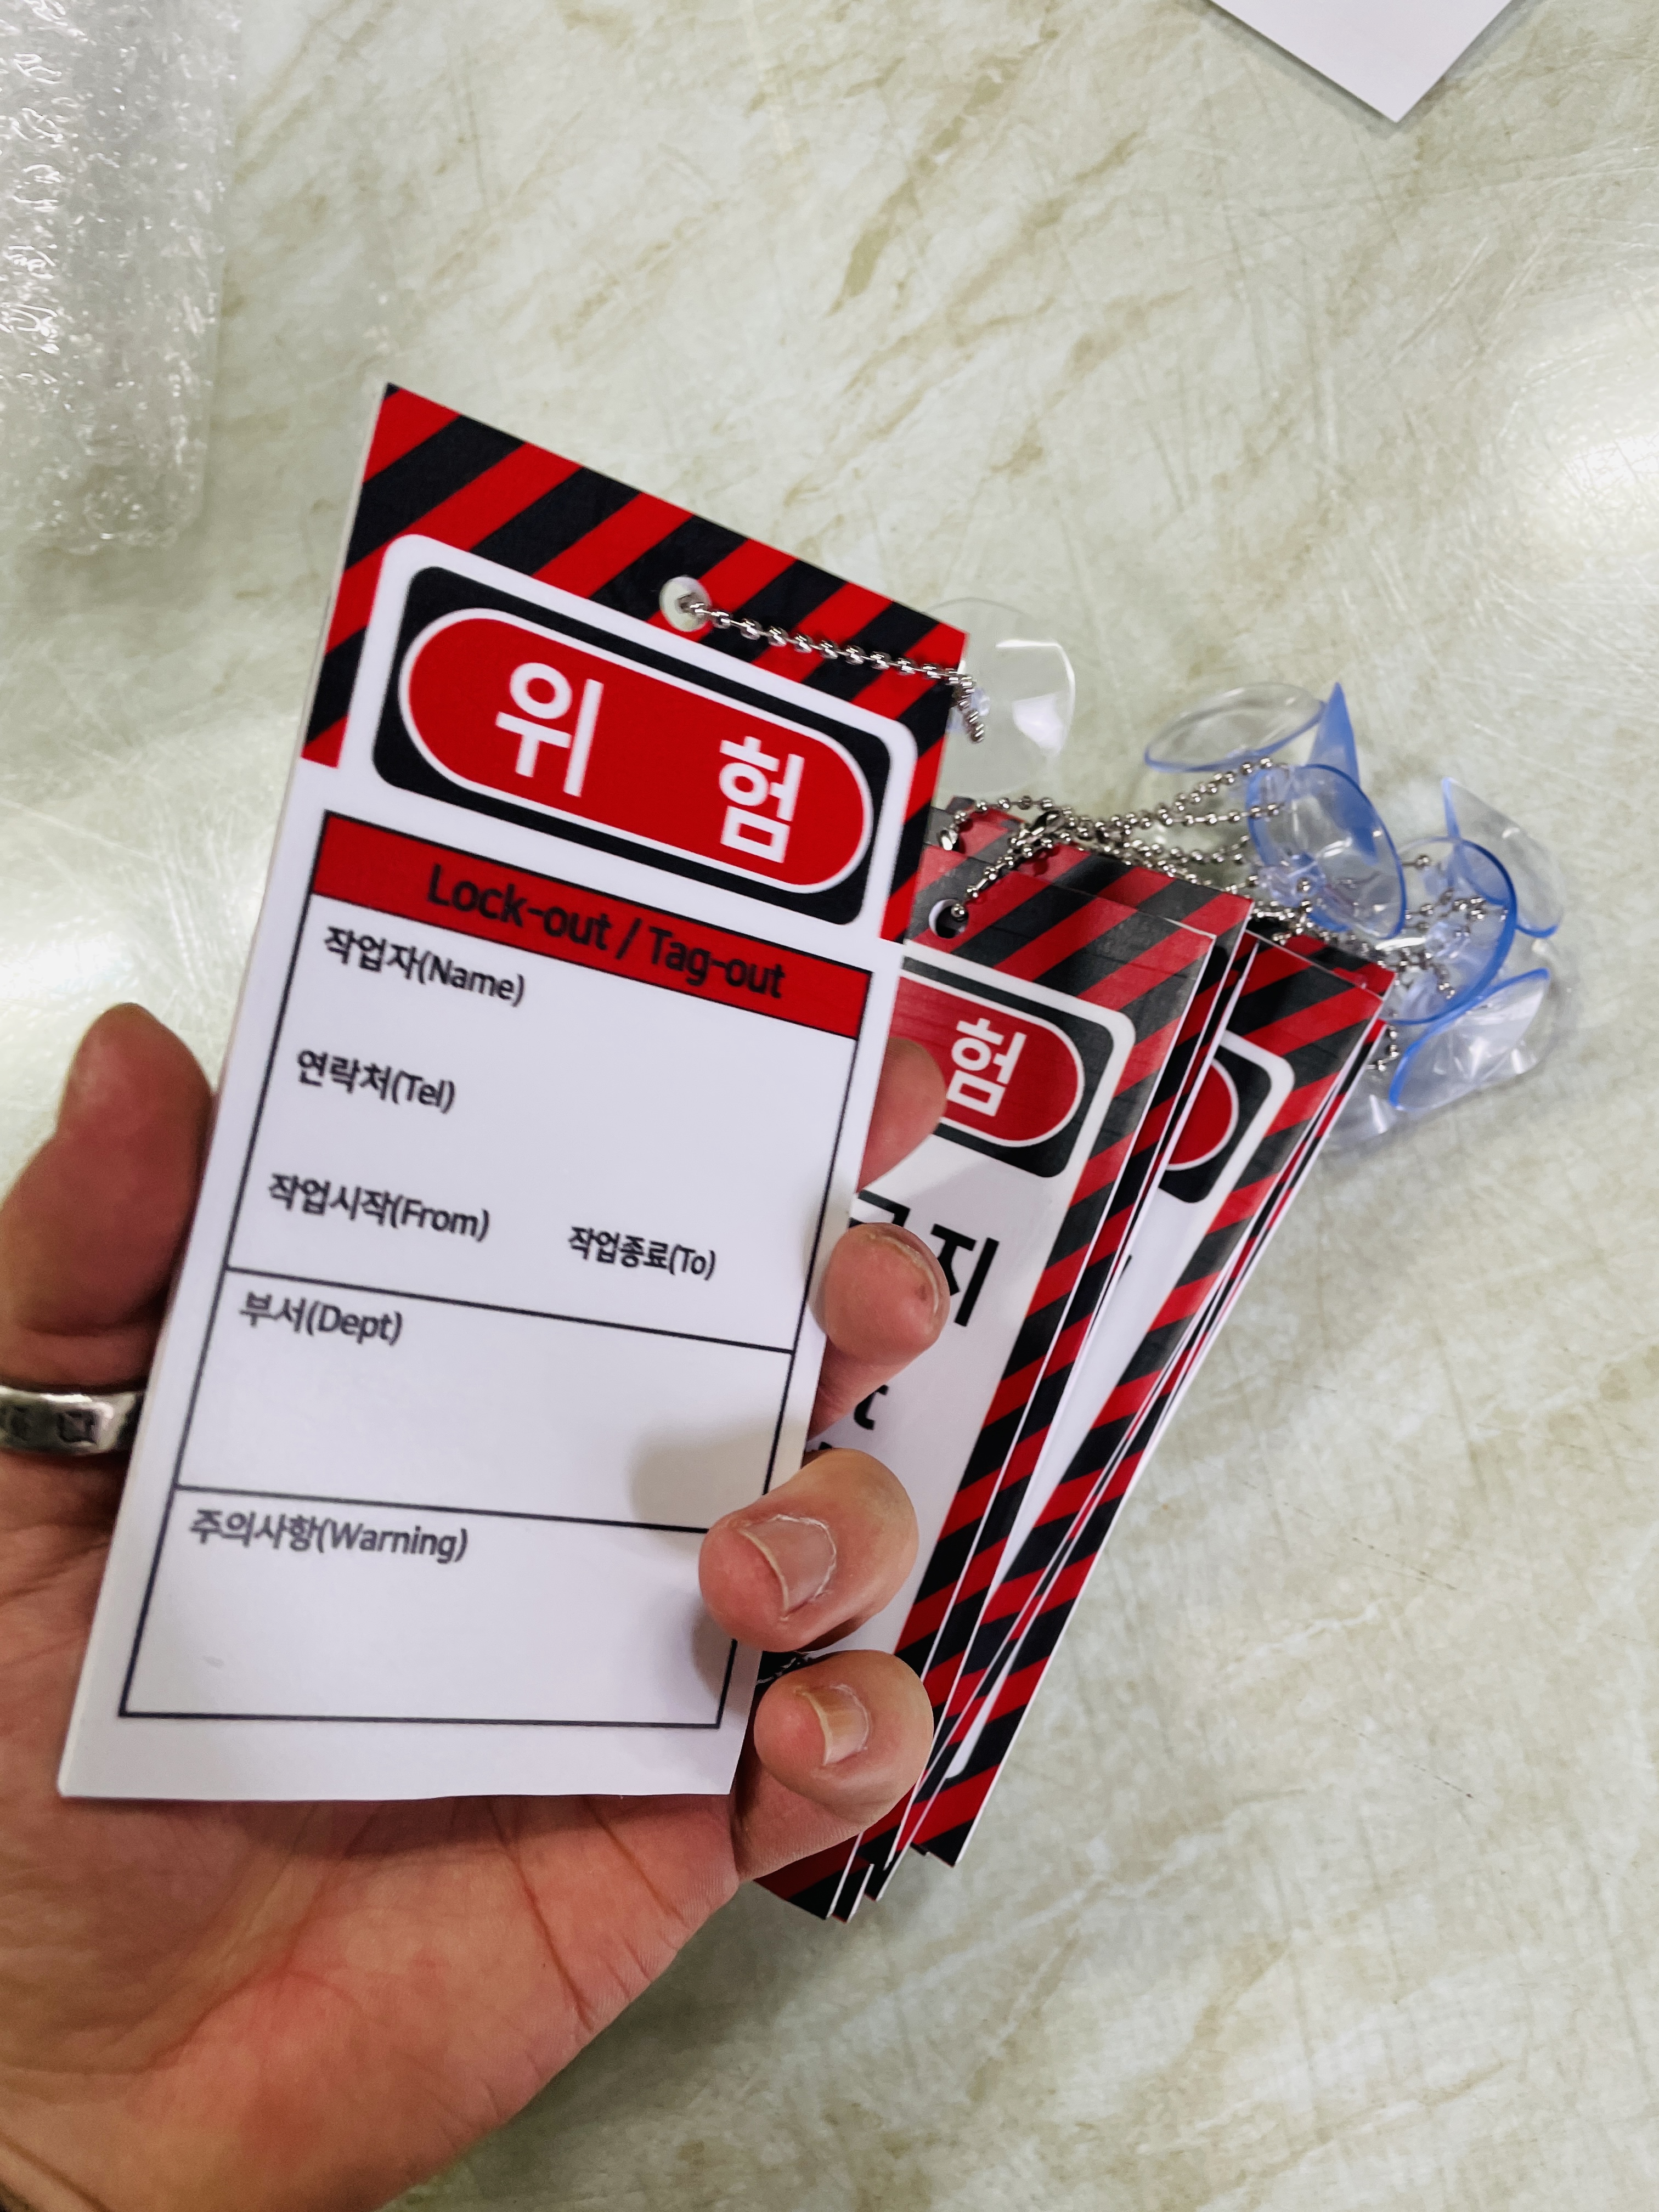 위 험
Lock-out / Tag-out
작업자(Name)
연락처(Tel)
작업시작(From) 작업종료(To)
부서(Dept)
주의사항(Warning)
험
지
t